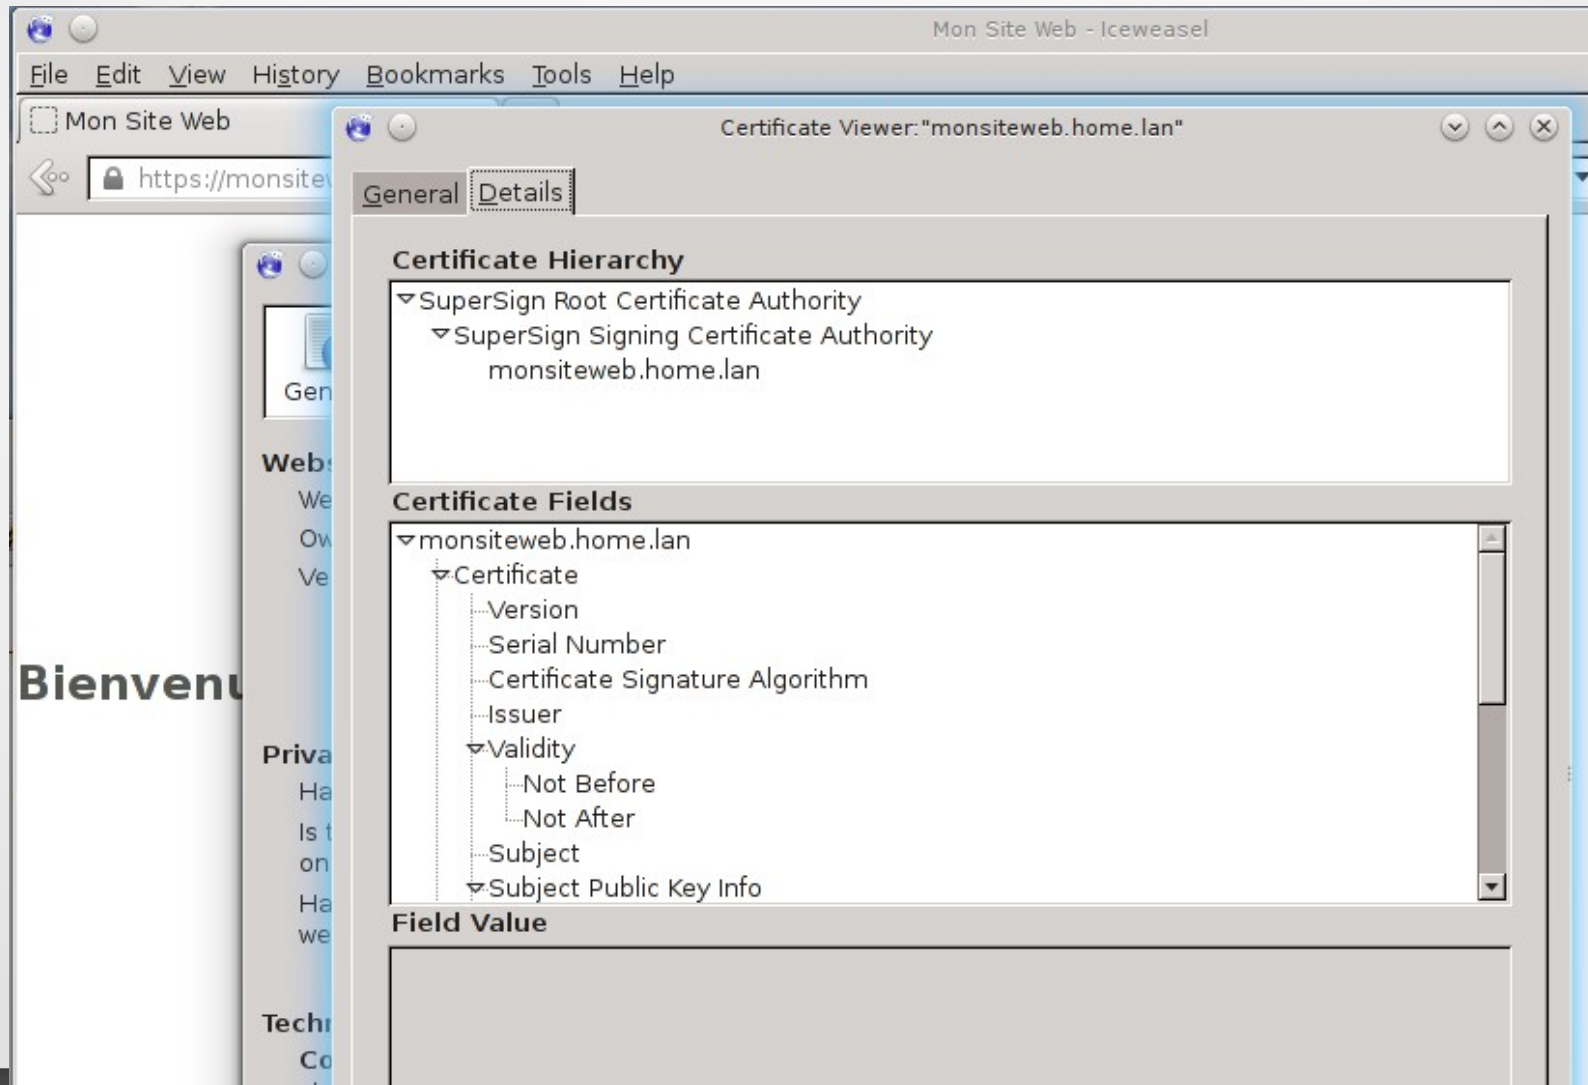 Mon Site Web - Iceweasel
File Edit View History Bookmarks Tools Help
Mon Site Web
https://monsitew
Certificate Viewer:"monsiteweb.home.lan"
General Details
Certificate Hierarchy
SuperSign Root Certificate Authority
SuperSign Signing Certificate Authority
monsiteweb.home.lan
Certificate Fields
monsiteweb.home.lan
Certificate
Version
Serial Number
Certificate Signature Algorithm
Issuer
Validity
Not Before
Not After
Subject
Subject Public Key Info
Field Value
Gen
Webs
We
Ow
Ve
Bienvenu
Priva
Ha
Is t
on
Ha
we
Techn
Co